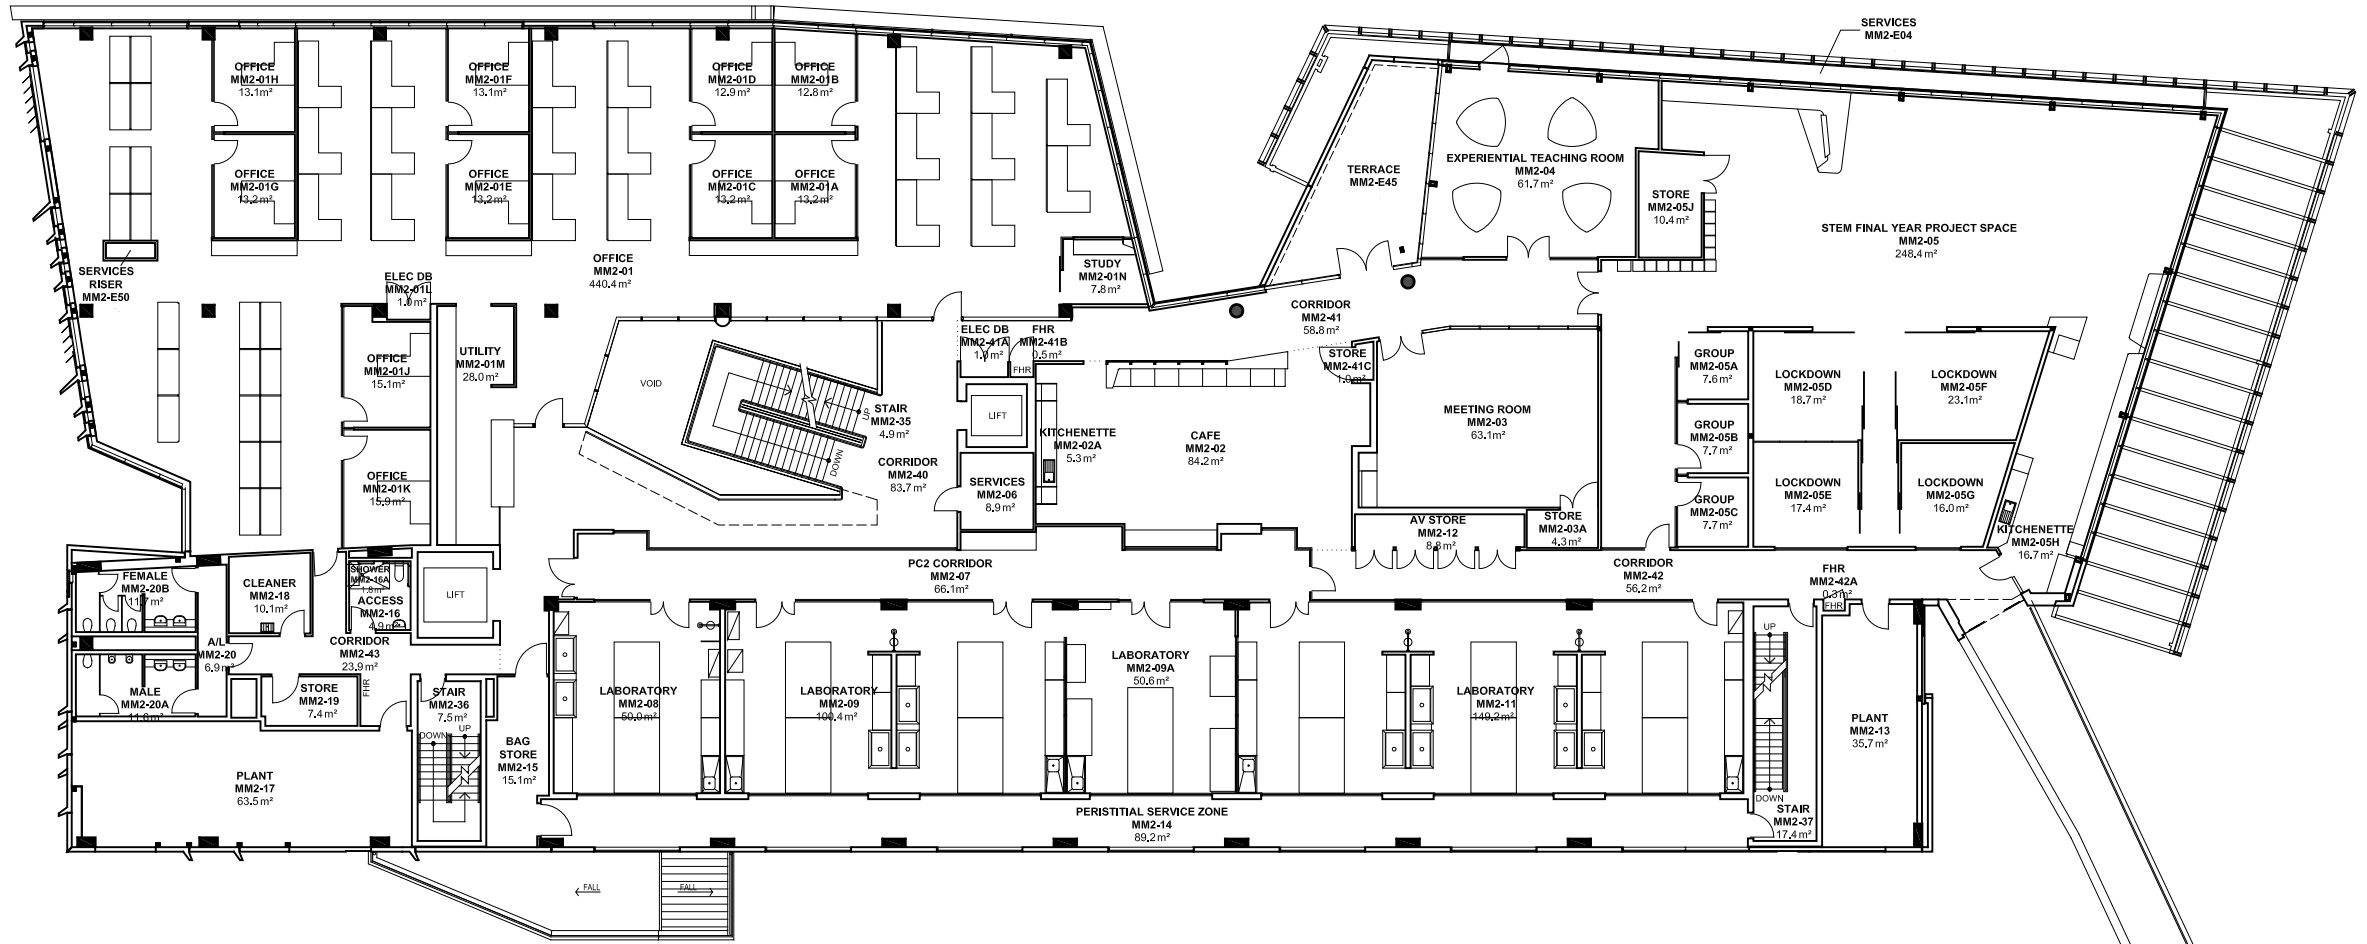 SERVICES
MM2-E04
OFFICE
MM2-01H
13.1m²
OFFICE
MM2-01F
13.1m²
OFFICE
MM2-01D
12.9m²
OFFICE
MM2-01B
12.8m²
OFFICE
MM2-01G
13.2m²
OFFICE
MM2-01E
13.2m²
OFFICE
MM2-01C
13.2m²
OFFICE
MM2-01A
13.2m²
TERRACE
MM2-E45
EXPERIENTIAL TEACHING ROOM
MM2-04
61.7m²
STORE
MM2-05J
10.4m²
STEM FINAL YEAR PROJECT SPACE
MM2-05
248.4m²
SERVICES
RISER
MM2-E50
ELEC DB
MM2-01L
1.0m²
OFFICE
MM2-01
440.4m²
STUDY
MM2-01N
7.8m²
CORRIDOR
MM2-41
58.8m²
OFFICE
MM2-01J
15.1m²
UTILITY
MM2-01M
28.0m²
VOID
UP
STAIR
MM2-35
4.9m²
DOWN
ELEC DB
MM2-41A
1.0m²
FHR
MM2-41B
0.5m²
FHR
LIFT
STORE
MM2-41C
1.0m²
GROUP
MM2-05A
7.6m²
LOCKDOWN
MM2-05D
18.7m²
LOCKDOWN
MM2-05F
23.1m²
KITCHENETTE
MM2-02A
5.3m²
CAFE
MM2-02
84.2m²
MEETING ROOM
MM2-03
63.1m²
GROUP
MM2-05B
7.7m²
OFFICE
MM2-01K
15.9m²
CORRIDOR
MM2-40
83.7m²
SERVICES
MM2-06
8.9m²
AV STORE
MM2-12
8.8m²
STORE
MM2-03A
4.3m²
GROUP
MM2-05C
7.7m²
LOCKDOWN
MM2-05E
17.4m²
LOCKDOWN
MM2-05G
16.0m²
KITCHENETTE
MM2-05H
16.7m²
FEMALE
MM2-20B
11.7m²
CLEANER
MM2-18
10.1m²
SHOWER
MM2-16A
1.8m²
ACCESS
MM2-16
4.9m²
LIFT
PC2 CORRIDOR
MM2-07
66.1m²
CORRIDOR
MM2-42
56.2m²
FHR
MM2-42A
0.31m²
FHR
A/L
MM2-20
6.9m²
CORRIDOR
MM2-43
23.9m²
FHR
MALE
MM2-20A
11.6m²
STORE
MM2-19
7.4m²
STAIR
MM2-36
7.5m²
DOWN
UP
BAG
STORE
MM2-15
15.1m²
LABORATORY
MM2-08
50.0m²
LABORATORY
MM2-09
100.4m²
LABORATORY
MM2-09A
50.6m²
LABORATORY
MM2-11
149.2m²
UP
DOWN
STAIR
MM2-37
17.4m²
PLANT
MM2-13
35.7m²
PLANT
MM2-17
63.5m²
PERISTITIAL SERVICE ZONE
MM2-14
89.2m²
FALL
FALL